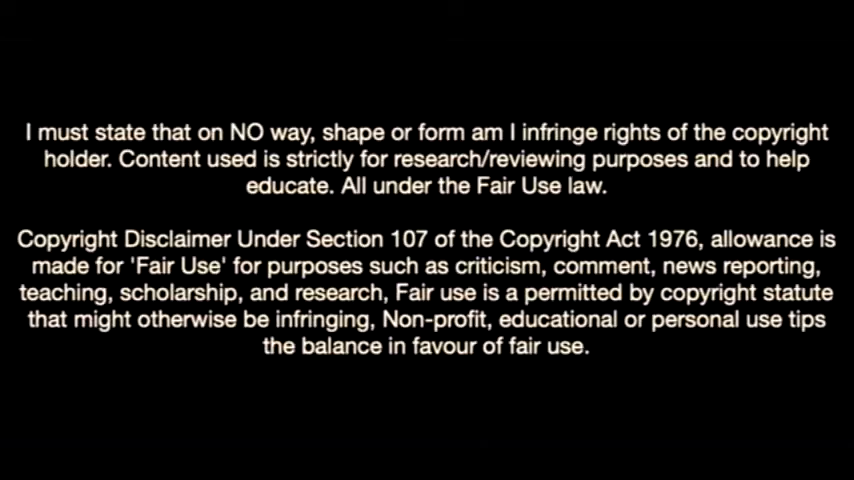 I must state that on NO way, shape or form am I infringe rights of the copyright
holder. Content used is strictly for research/reviewing purposes and to help
educate. All under the Fair Use law.
Copyright Disclaimer Under Section 107 of the Copyright Act 1976, allowance is
made for 'Fair Use' for purposes such as criticism, comment, news reporting,
teaching, scholarship, and research, Fair use is a permitted by copyright statute
that might otherwise be infringing, Non-profit, educational or personal use tips
the balance in favour of fair use.